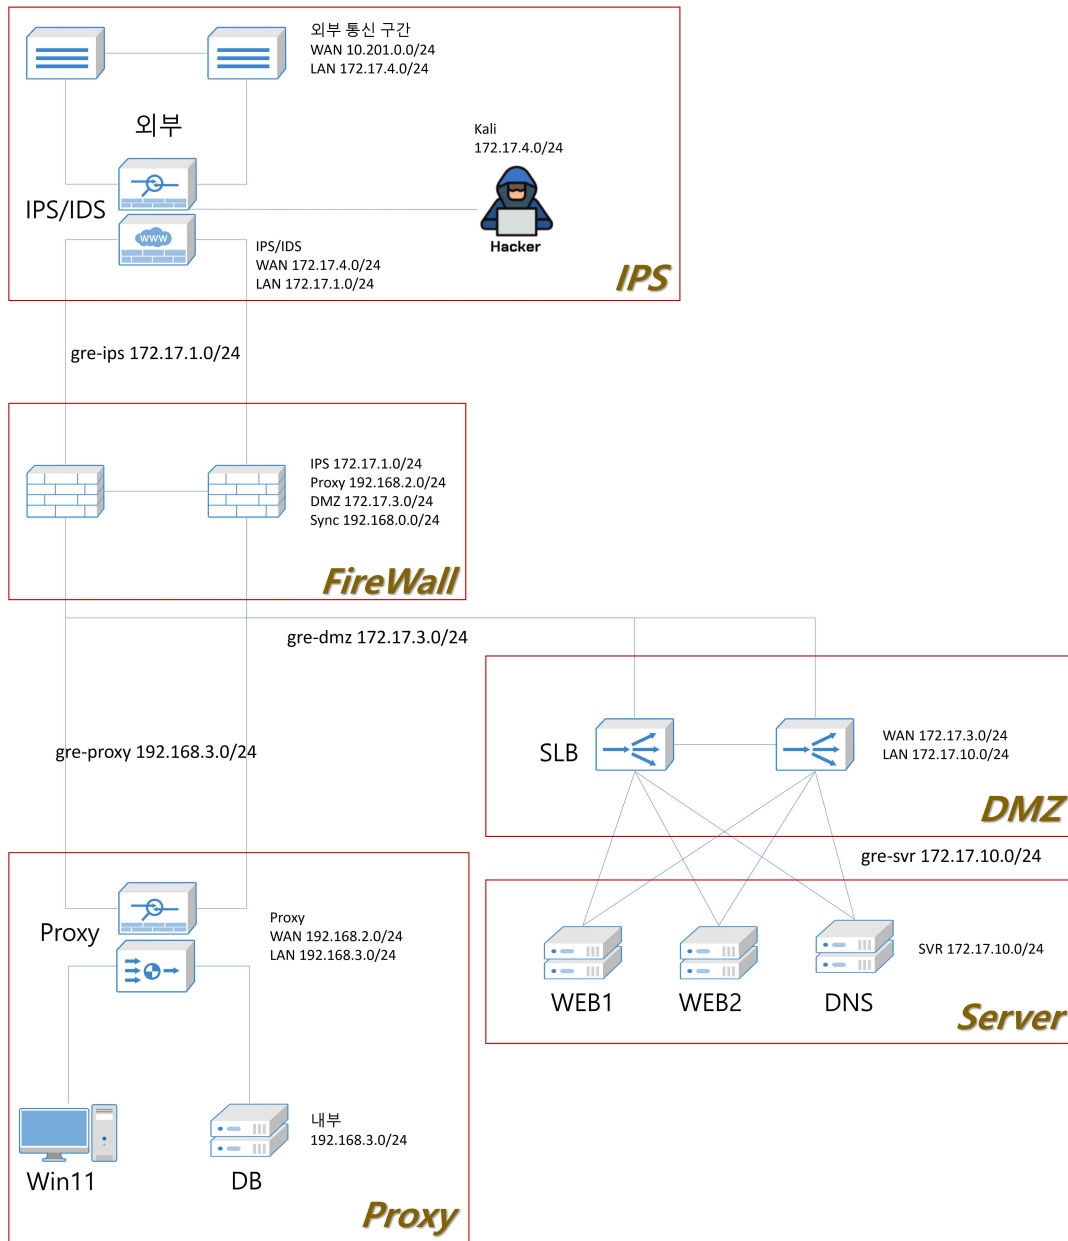 외부 통신 구간
WAN 10.201.0.0/24
LAN 172.17.4.0/24
외부
Kali
172.17.4.0/24
Hacker
IPS/IDS
WWW
IPS/IDS
WAN 172.17.4.0/24
LAN 172.17.1.0/24
IPS
gre-ips 172.17.1.0/24
IPS 172.17.1.0/24
Proxy 192.168.2.0/24
DMZ 172.17.3.0/24
Sync 192.168.0.0/24
FireWall
gre-dmz 172.17.3.0/24
gre-proxy 192.168.3.0/24
SLB
WAN 172.17.3.0/24
LAN 172.17.10.0/24
DMZ
gre-svr 172.17.10.0/24
SVR 172.17.10.0/24
WEB1
WEB2
DNS
Server
Proxy
Proxy
WAN 192.168.2.0/24
LAN 192.168.3.0/24
내부
192.168.3.0/24
Win11
DB
Proxy